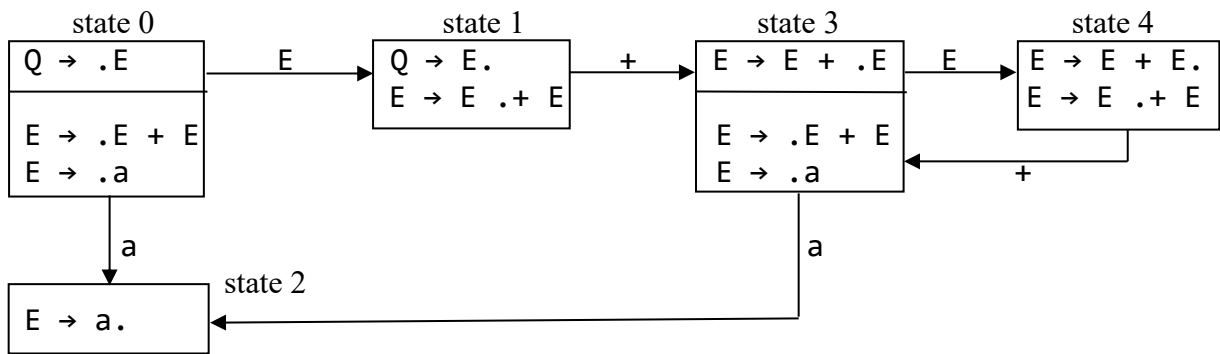 state 0
Q → .E
E → .E + E
E → .a
E
state 1
Q → E.
E → E .+ E
+
state 3
E → E + .E
E → .E + E
E → .a
E
state 4
E → E + E.
E → E .+ E
+
a
a
state 2
E → a.